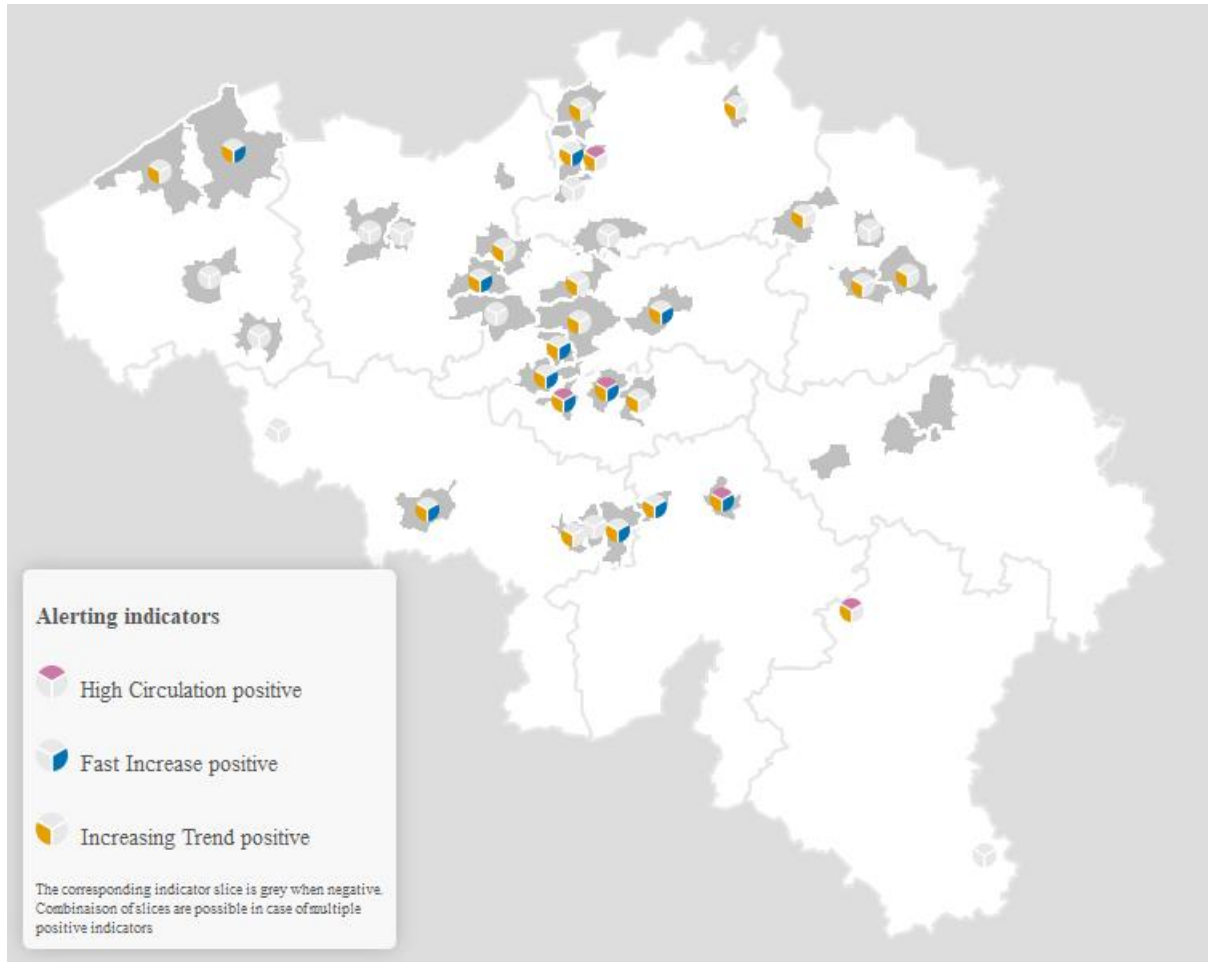 Alerting indicators
High Circulation positive
Fast Increase positive
Increasing Trend positive
The corresponding indicator slice is grey when negative.
Combinaison of slices are possible in case of multiple
positive indicators